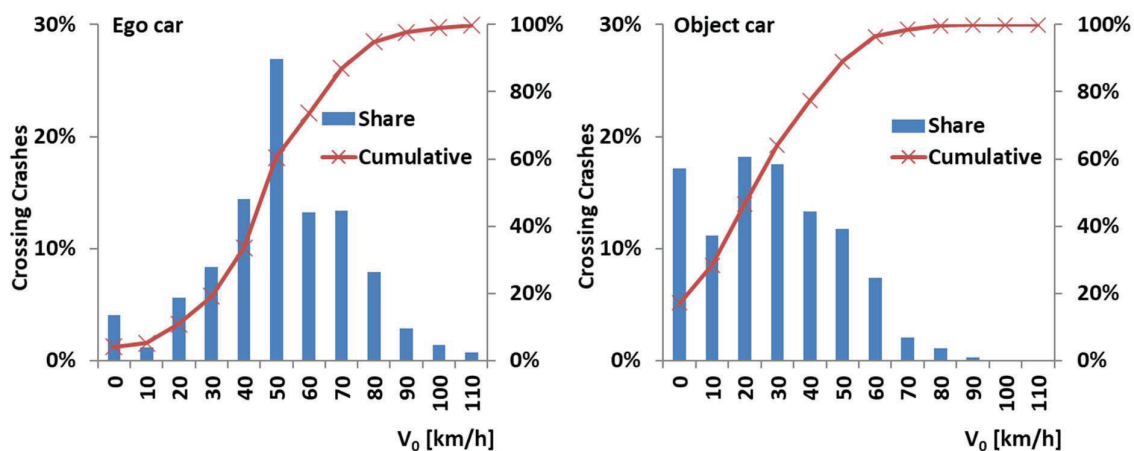 Ego car
Crossing Crashes
30%
20%
10%
0%
100%
80%
60%
40%
20%
0%
Share
Cumulative
0 10 20 30 40 50 60 70 80 90 100 110
V₀ [km/h]
Object car
Crossing Crashes
30%
20%
10%
0%
100%
80%
60%
40%
20%
0%
Share
Cumulative
0 10 20 30 40 50 60 70 80 90 100 110
V₀ [km/h]